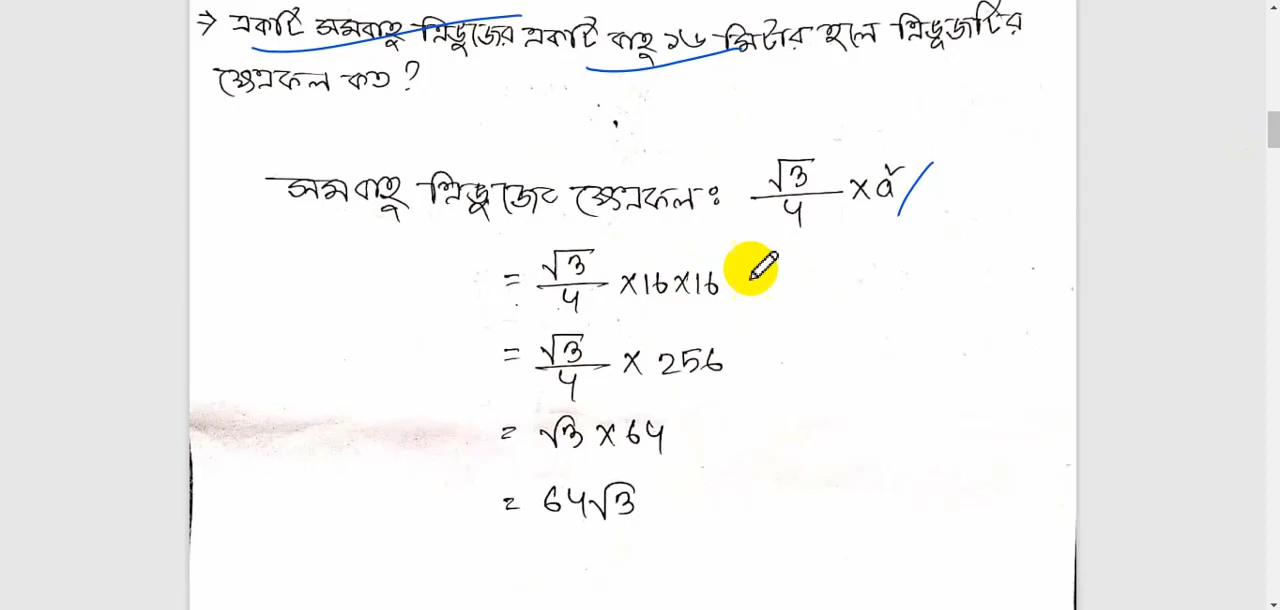 ⇒ একটি সমবাহু ত্রিভুজের একটি বাহু ১৬ মিটার হলে ত্রিভুজটির
ক্ষেত্রফল কত ?
সমবাহু ত্রিভুজের ক্ষেত্রফলঃ √3/4 × a²
= √3/4 ×16×16
= √3/4 × 256
= √3 × 64
= 64√3